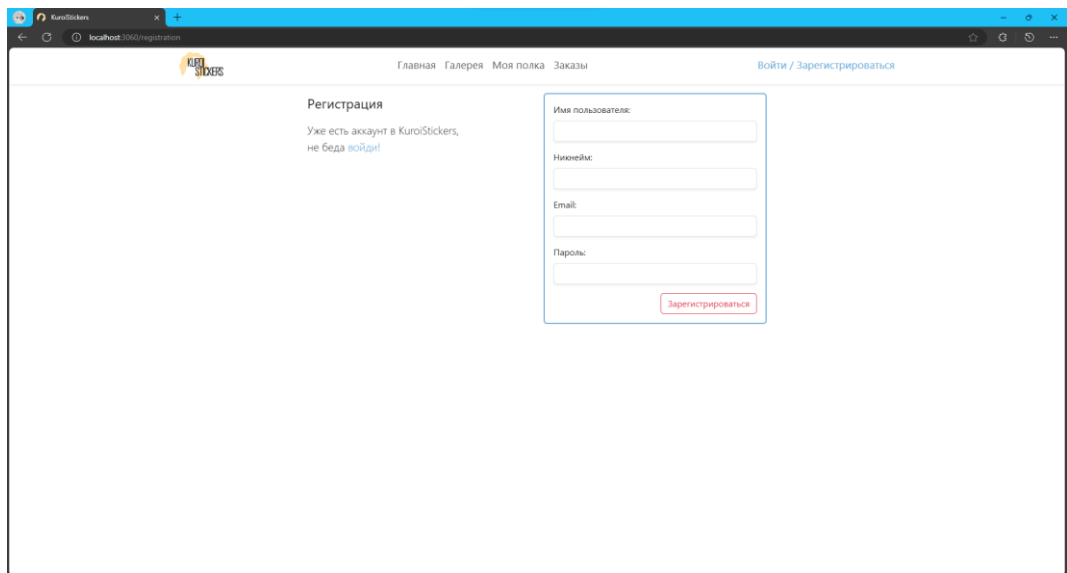 KuroiStickers
localhost:3060/registration
KUROI
STICKERS
Главная Галерея Моя полка Заказы
Войти / Зарегистрироваться
Регистрация
Уже есть аккаунт в KuroiStickers,
не беда войди!
Имя пользователя:
Никнейм:
Email:
Пароль:
Зарегистрироваться